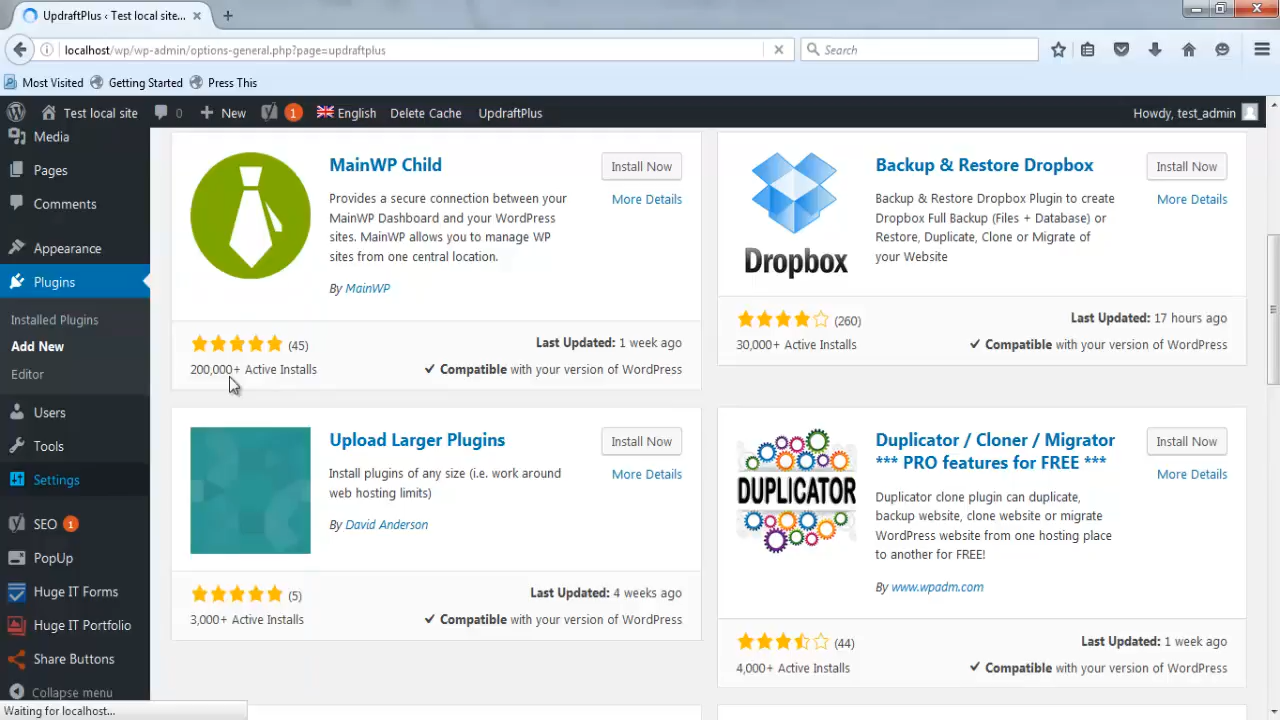 UpdraftPlus ‹ Test local site...
localhost/wp/wp-admin/options-general.php?page=updraftplus
Search
Most Visited
Getting Started
Press This
Test local site
0
New
1
English
Delete Cache
UpdraftPlus
Howdy, test_admin
Media
Pages
Comments
Appearance
Plugins
Installed Plugins
Add New
Editor
Users
Tools
Settings
SEO 1
PopUp
Huge IT Forms
Huge IT Portfolio
Share Buttons
Collapse menu
Waiting for localhost...
MainWP Child
Install Now
More Details
Provides a secure connection between your
MainWP Dashboard and your WordPress
sites. MainWP allows you to manage WP
sites from one central location.
By MainWP
(45)
200,000+ Active Installs
Last Updated: 1 week ago
Compatible with your version of WordPress
Dropbox
Backup & Restore Dropbox
Install Now
More Details
Backup & Restore Dropbox Plugin to create
Dropbox Full Backup (Files + Database) or
Restore, Duplicate, Clone or Migrate of
your Website
(260)
30,000+ Active Installs
Last Updated: 17 hours ago
Compatible with your version of WordPress
Upload Larger Plugins
Install Now
More Details
Install plugins of any size (i.e. work around
web hosting limits)
By David Anderson
(5)
3,000+ Active Installs
Last Updated: 4 weeks ago
Compatible with your version of WordPress
DUPLICATOR
Duplicator / Cloner / Migrator
*** PRO features for FREE ***
Install Now
More Details
Duplicator clone plugin can duplicate,
backup website, clone website or migrate
WordPress website from one hosting place
to another for FREE!
By www.wpadm.com
(44)
4,000+ Active Installs
Last Updated: 1 week ago
Compatible with your version of WordPress